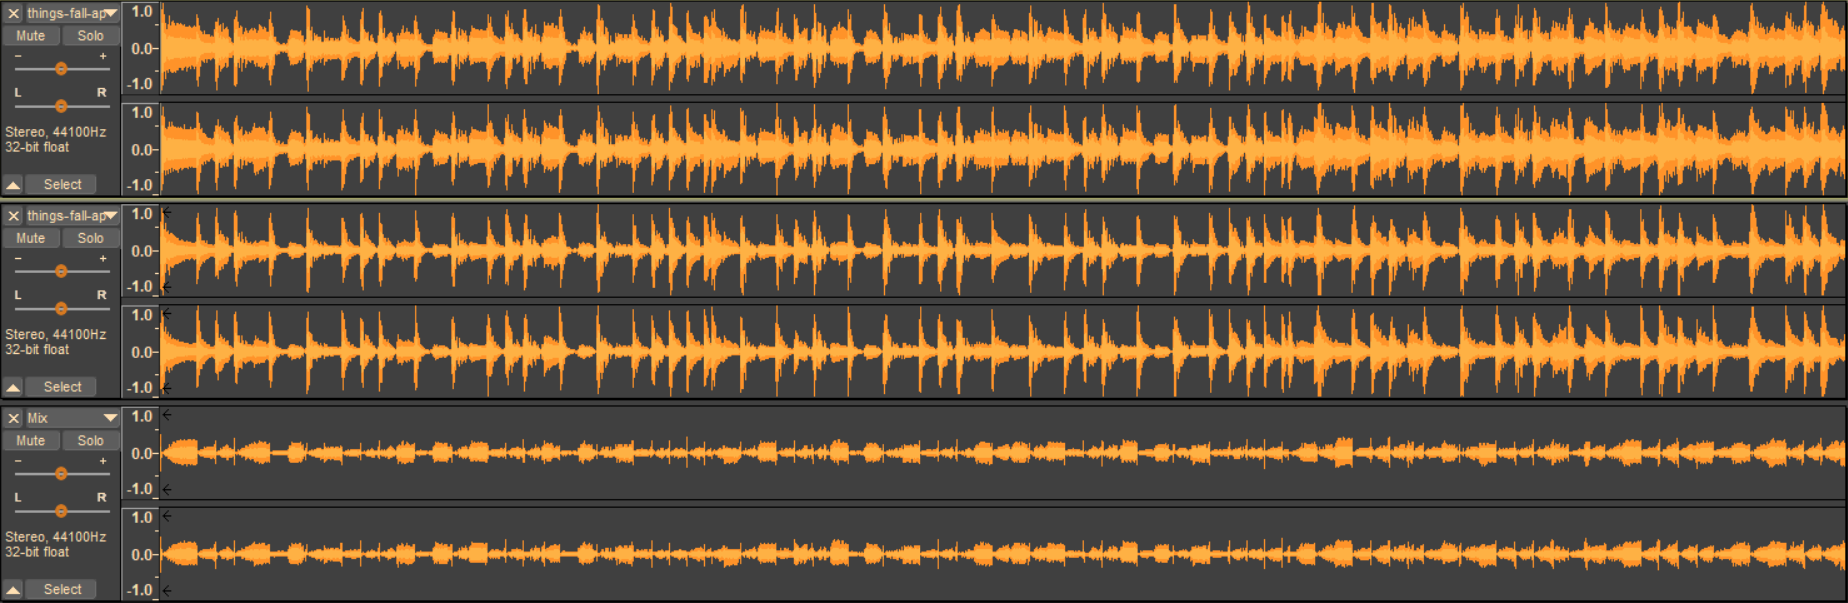 things-fall-ap
Mute Solo
- +
L R
Stereo, 44100Hz
32-bit float
Select
1.0
0.0-
-1.0
1.0
0.0-
-1.0
things-fall-ap
Mute Solo
- +
L R
Stereo, 44100Hz
32-bit float
Select
1.0
0.0-
-1.0
1.0
0.0-
-1.0
Mix
Mute Solo
- +
L R
Stereo, 44100Hz
32-bit float
Select
1.0
0.0-
-1.0
1.0
0.0-
-1.0